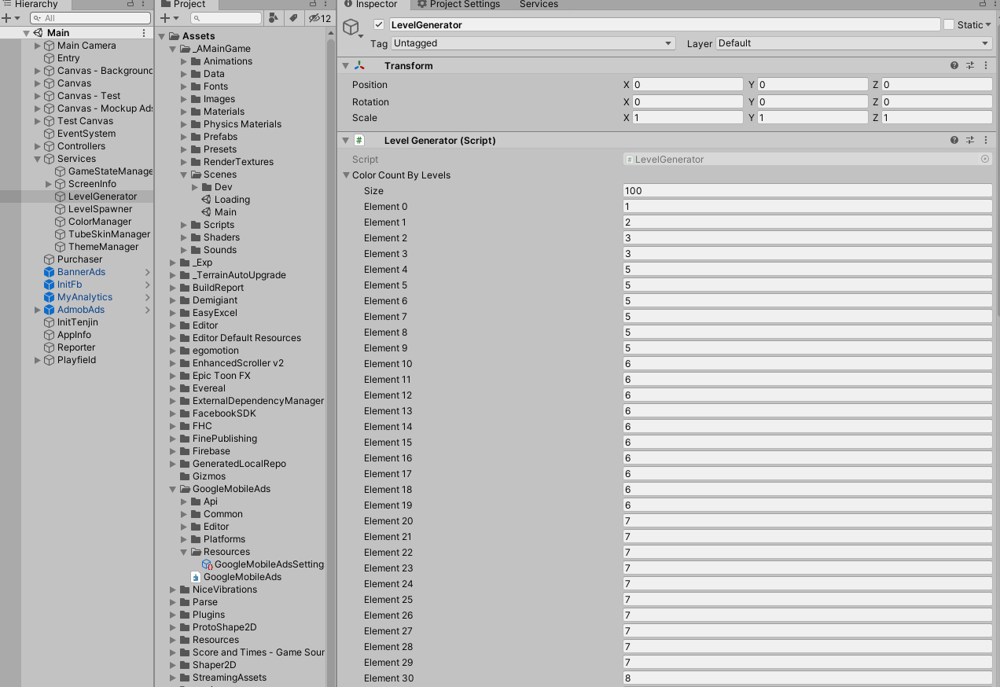 Hierarchy
All
Main
Main Camera
Entry
Canvas - Background
Canvas
Canvas - Test
Canvas - Mockup Ads
Test Canvas
EventSystem
Controllers
Services
GameStateManage
ScreenInfo
LevelGenerator
LevelSpawner
ColorManager
TubeSkinManager
ThemeManager
Purchaser
BannerAds
InitFb
MyAnalytics
AdmobAds
InitTenjin
AppInfo
Reporter
Playfield
Project
12
Assets
_AMainGame
Animations
Data
Fonts
Images
Materials
Physics Materials
Prefabs
Presets
RenderTextures
Scenes
Dev
Loading
Main
Scripts
Shaders
Sounds
_Exp
_TerrainAutoUpgrade
BuildReport
Demigiant
EasyExcel
Editor
Editor Default Resources
egomotion
EnhancedScroller v2
Epic Toon FX
Evereal
ExternalDependencyManager
FacebookSDK
FHC
FinePublishing
Firebase
GeneratedLocalRepo
Gizmos
GoogleMobileAds
Api
Common
Editor
Platforms
Resources
GoogleMobileAdsSetting
GoogleMobileAds
NiceVibrations
Parse
Plugins
ProtoShape2D
Resources
Score and Times - Game Sour
Shaper2D
StreamingAssets
Inspector Project Settings Services
LevelGenerator Static
Tag Untagged Layer Default
Transform
Position X 0 Y 0 Z 0
Rotation X 0 Y 0 Z 0
Scale X 1 Y 1 Z 1
# Level Generator (Script)
Script # LevelGenerator
Color Count By Levels
Size 100
Element 0 1
Element 1 2
Element 2 3
Element 3 3
Element 4 5
Element 5 5
Element 6 5
Element 7 5
Element 8 5
Element 9 5
Element 10 6
Element 11 6
Element 12 6
Element 13 6
Element 14 6
Element 15 6
Element 16 6
Element 17 6
Element 18 6
Element 19 6
Element 20 7
Element 21 7
Element 22 7
Element 23 7
Element 24 7
Element 25 7
Element 26 7
Element 27 7
Element 28 7
Element 29 7
Element 30 8